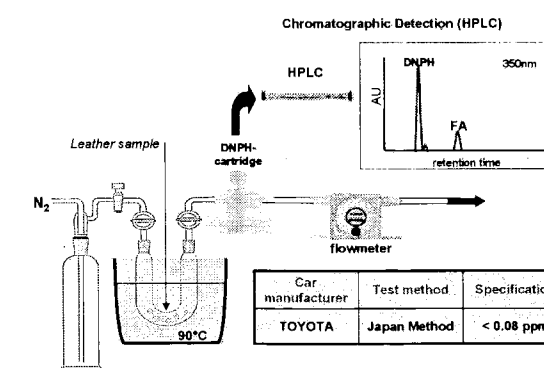 Chromatographic Detection (HPLC)
HPLC
DNPH
350nm
AU
FA
retention time
Leather sample
DNPH-
cartridge
N2
flowmeter
90°C
Car
manufacturer
Test method
Specificatio
TOYOTA
Japan Method
< 0.08 ppm